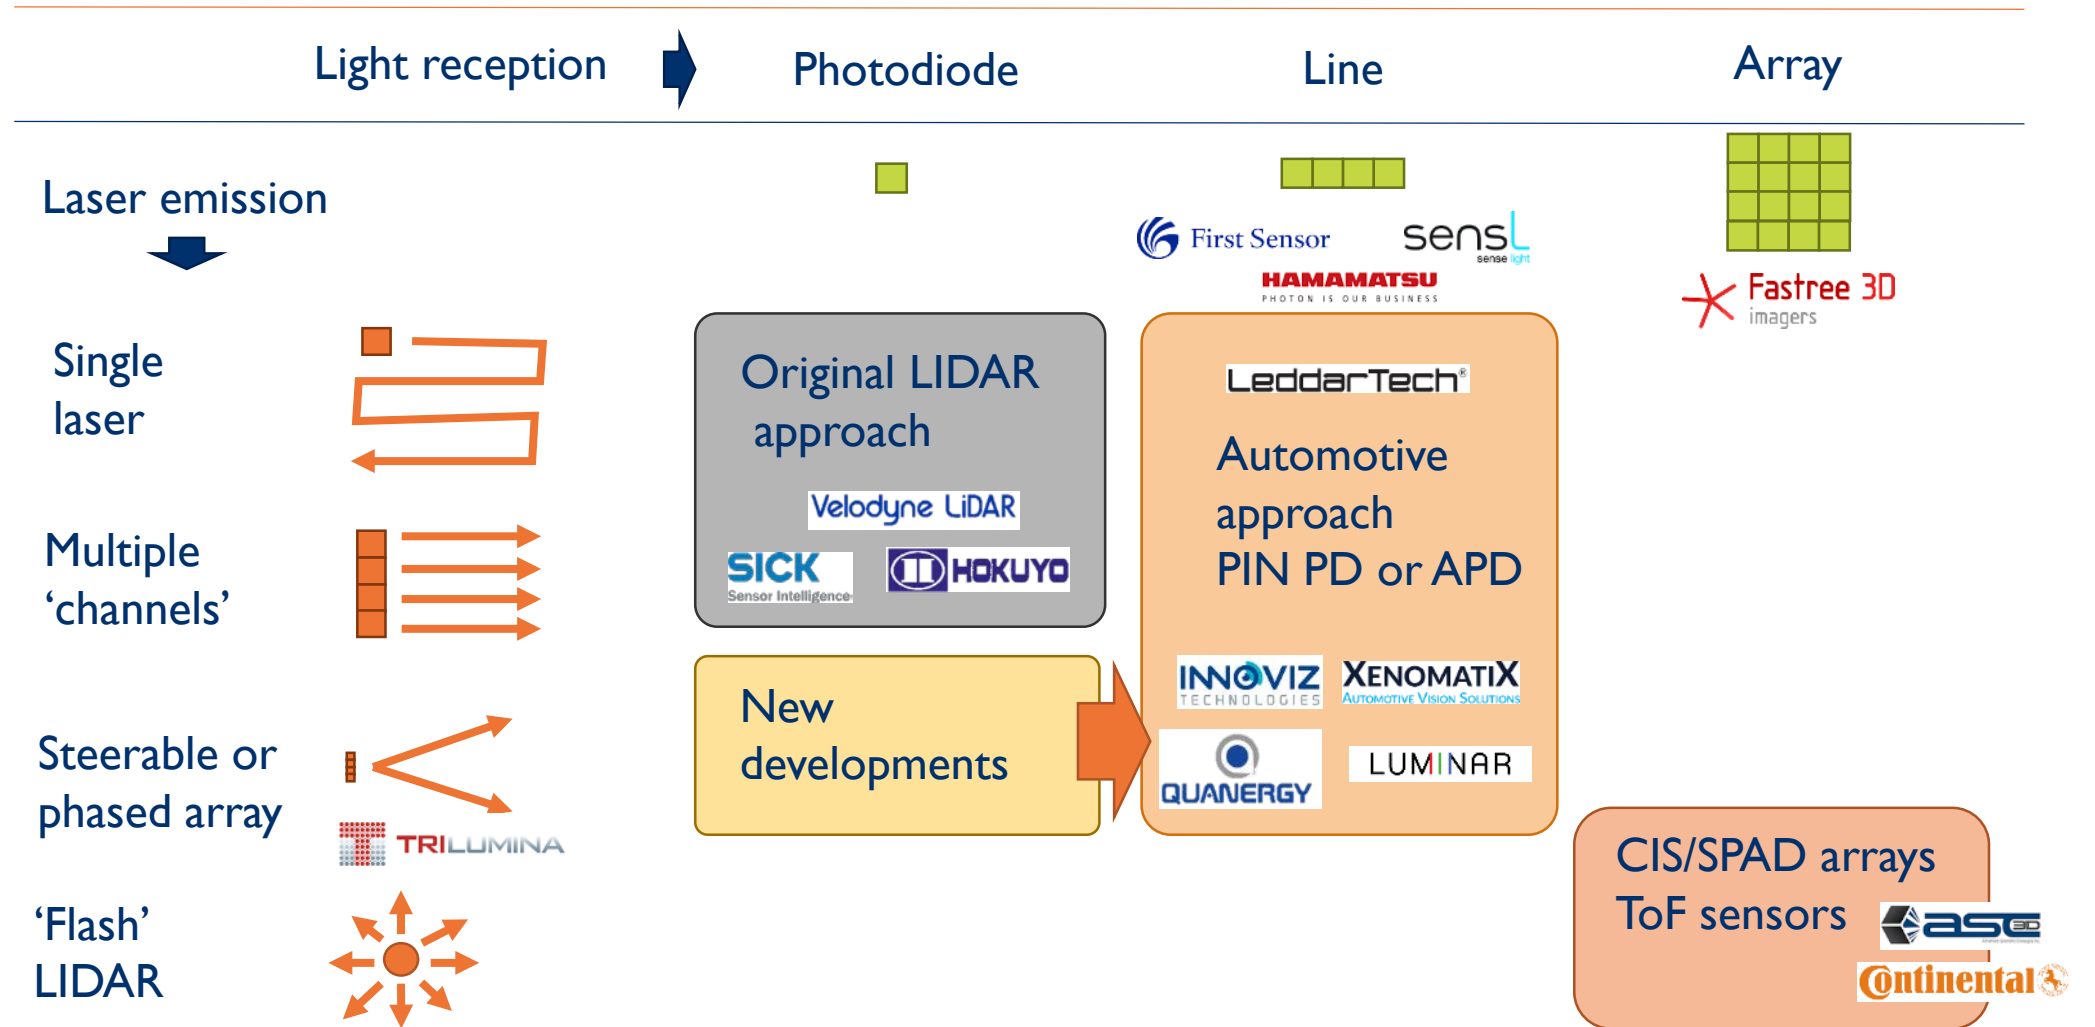 Light reception
Photodiode
Line
Array
Laser emission
First Sensor
sensL
sense light
HAMAMATSU
PHOTON IS OUR BUSINESS
Fastree 3D
imagers
Single
laser
Original LIDAR
approach
Velodyne LiDAR
SICK
Sensor Intelligence
HOKUYO
LeddarTech®
Automotive
approach
PIN PD or APD
Multiple
‘channels’
New
developments
INNOVIZ
TECHNOLOGIES
XENOMATIX
AUTOMOTIVE VISION SOLUTIONS
QUANERGY
LUMINAR
Steerable or
phased array
TRILUMINA
CIS/SPAD arrays
ToF sensors
asc 3D
Continental
‘Flash’
LIDAR